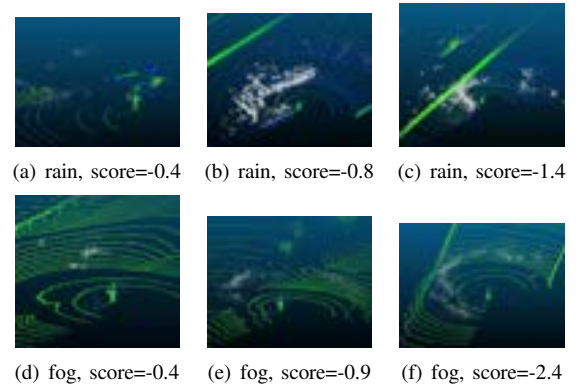 (a) rain, score=-0.4 (b) rain, score=-0.8 (c) rain, score=-1.4
(d) fog, score=-0.4 (e) fog, score=-0.9 (f) fog, score=-2.4